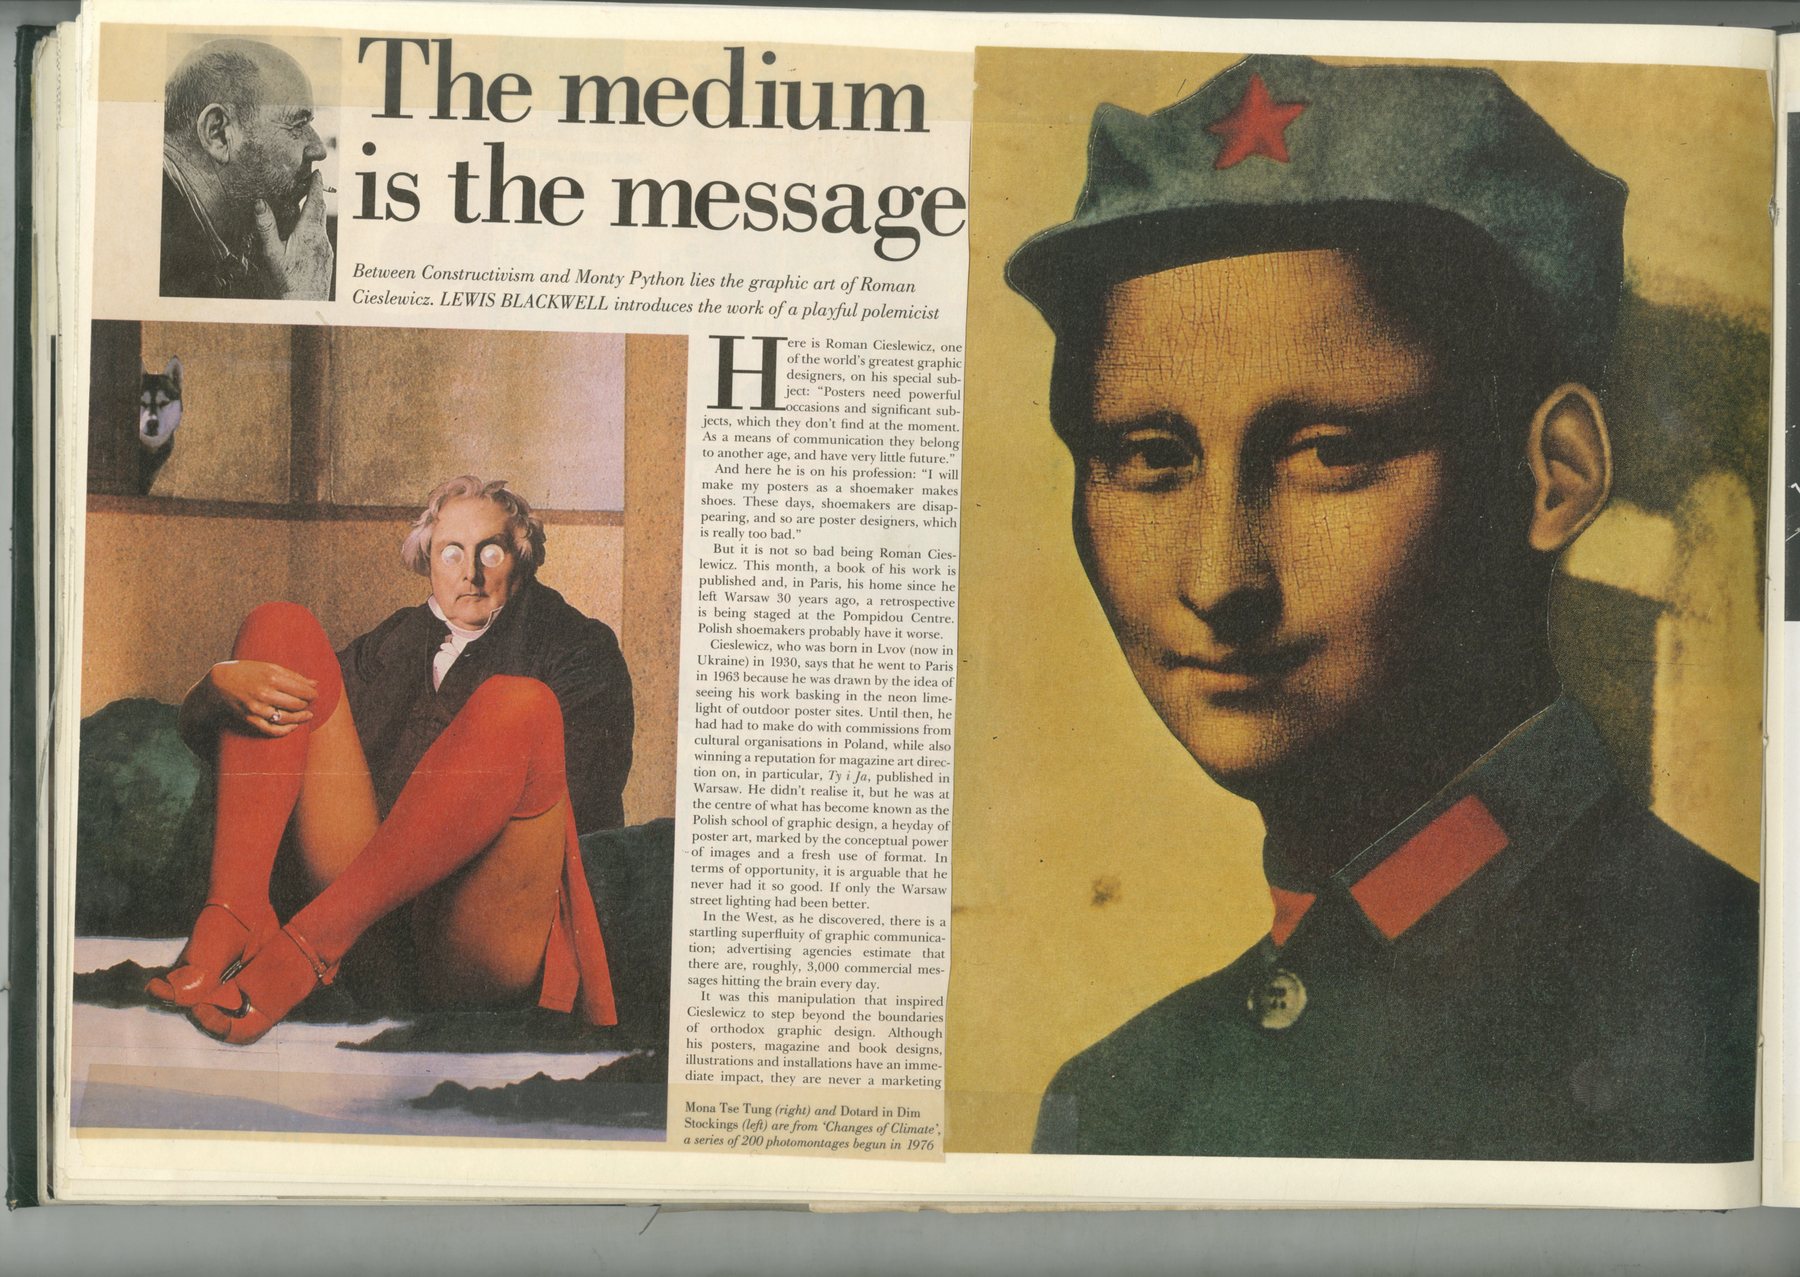 The medium
is the message
Between Constructivism and Monty Python lies the graphic art of Roman
Cieslewicz. LEWIS BLACKWELL introduces the work of a playful polemicist
Here is Roman Cieslewicz, one
of the world's greatest graphic
designers, on his special sub-
ject: “Posters need powerful
occasions and significant sub-
jects, which they don't find at the moment.
As a means of communication they belong
to another age, and have very little future.”
And here he is on his profession: “I will
make my posters as a shoemaker makes
shoes. These days, shoemakers are disap-
pearing, and so are poster designers, which
is really too bad.”
But it is not so bad being Roman Cies-
lewicz. This month, a book of his work is
published and, in Paris, his home since he
left Warsaw 30 years ago, a retrospective
is being staged at the Pompidou Centre.
Polish shoemakers probably have it worse.
Cieslewicz, who was born in Lvov (now in
Ukraine) in 1930, says that he went to Paris
in 1963 because he was drawn by the idea of
seeing his work basking in the neon lime-
light of outdoor poster sites. Until then, he
had had to make do with commissions from
cultural organisations in Poland, while also
winning a reputation for magazine art direc-
tion on, in particular, Ty i Ja, published in
Warsaw. He didn't realise it, but he was at
the centre of what has become known as the
Polish school of graphic design, a heyday of
poster art, marked by the conceptual power
of images and a fresh use of format. In
terms of opportunity, it is arguable that he
never had it so good. If only the Warsaw
street lighting had been better.
In the West, as he discovered, there is a
startling superfluity of graphic communica-
tion; advertising agencies estimate that
there are, roughly, 3,000 commercial mes-
sages hitting the brain every day.
It was this manipulation that inspired
Cieslewicz to step beyond the boundaries
of orthodox graphic design. Although
his posters, magazine and book designs,
illustrations and installations have an imme-
diate impact, they are never a marketing
Mona Tse Tung (right) and Dotard in Dim
Stockings (left) are from ‘Changes of Climate’,
a series of 200 photomontages begun in 1976